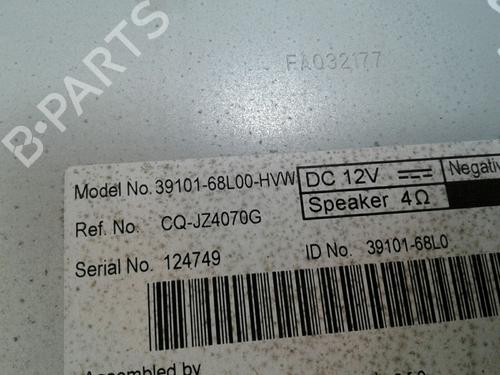 B-PARTS
FA032177
Model No. 39101-68L00-HVW
DC 12V
Negative
Ref. No. CQ-JZ4070G
Speaker 4Ω
Serial No. 124749
ID No. 39101-68L0
Assembled by